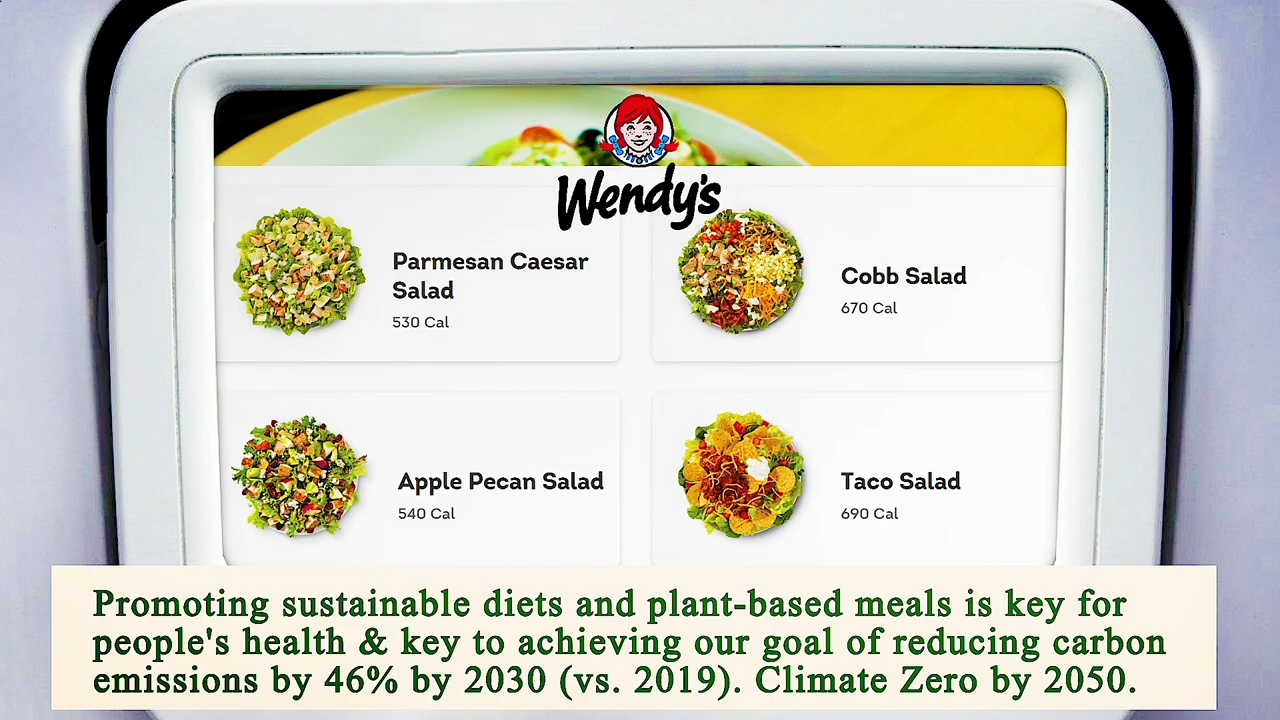 Wendy's
Parmesan Caesar
Salad
530 Cal
Cobb Salad
670 Cal
Apple Pecan Salad
540 Cal
Taco Salad
690 Cal
Promoting sustainable diets and plant-based meals is key for
people's health & key to achieving our goal of reducing carbon
emissions by 46% by 2030 (vs. 2019). Climate Zero by 2050.